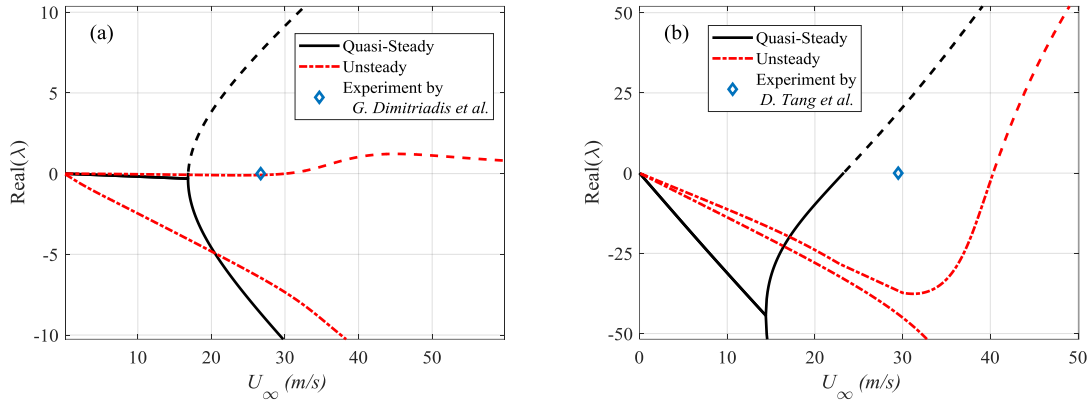 (a)
Quasi-Steady
Unsteady
Experiment by
G. Dimitriadis et al.
Real(λ)
10
5
0
-5
-10
10
20
30
40
50
U∞ (m/s)
(b)
Quasi-Steady
Unsteady
Experiment by
D. Tang et al.
Real(λ)
50
25
0
-25
-50
0
10
20
30
40
50
U∞ (m/s)